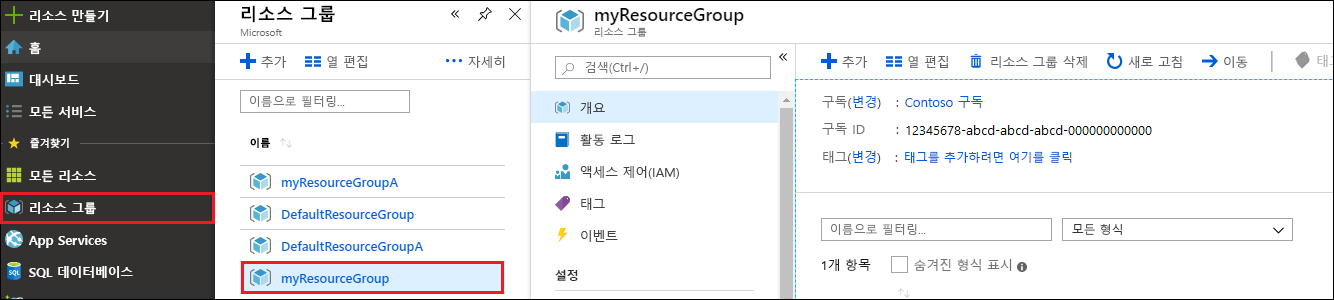 리소스 만들기
홈
대시보드
모든 서비스
즐겨찾기
모든 리소스
리소스 그룹
App Services
SQL 데이터베이스
리소스 그룹
Microsoft
추가 열 편집 자세히
이름으로 필터링...
이름
myResourceGroupA
DefaultResourceGroup
DefaultResourceGroupA
myResourceGroup
myResourceGroup
리소스 그룹
검색(Ctrl+/)
개요
활동 로그
액세스 제어(IAM)
태그
이벤트
설정
추가 열 편집 리소스 그룹 삭제 새로 고침 이동
구독(변경) : Contoso 구독
구독 ID : 12345678-abcd-abcd-abcd-000000000000
태그(변경) : 태그를 추가하려면 여기를 클릭
이름으로 필터링... 모든 형식
1개 항목 숨겨진 형식 표시